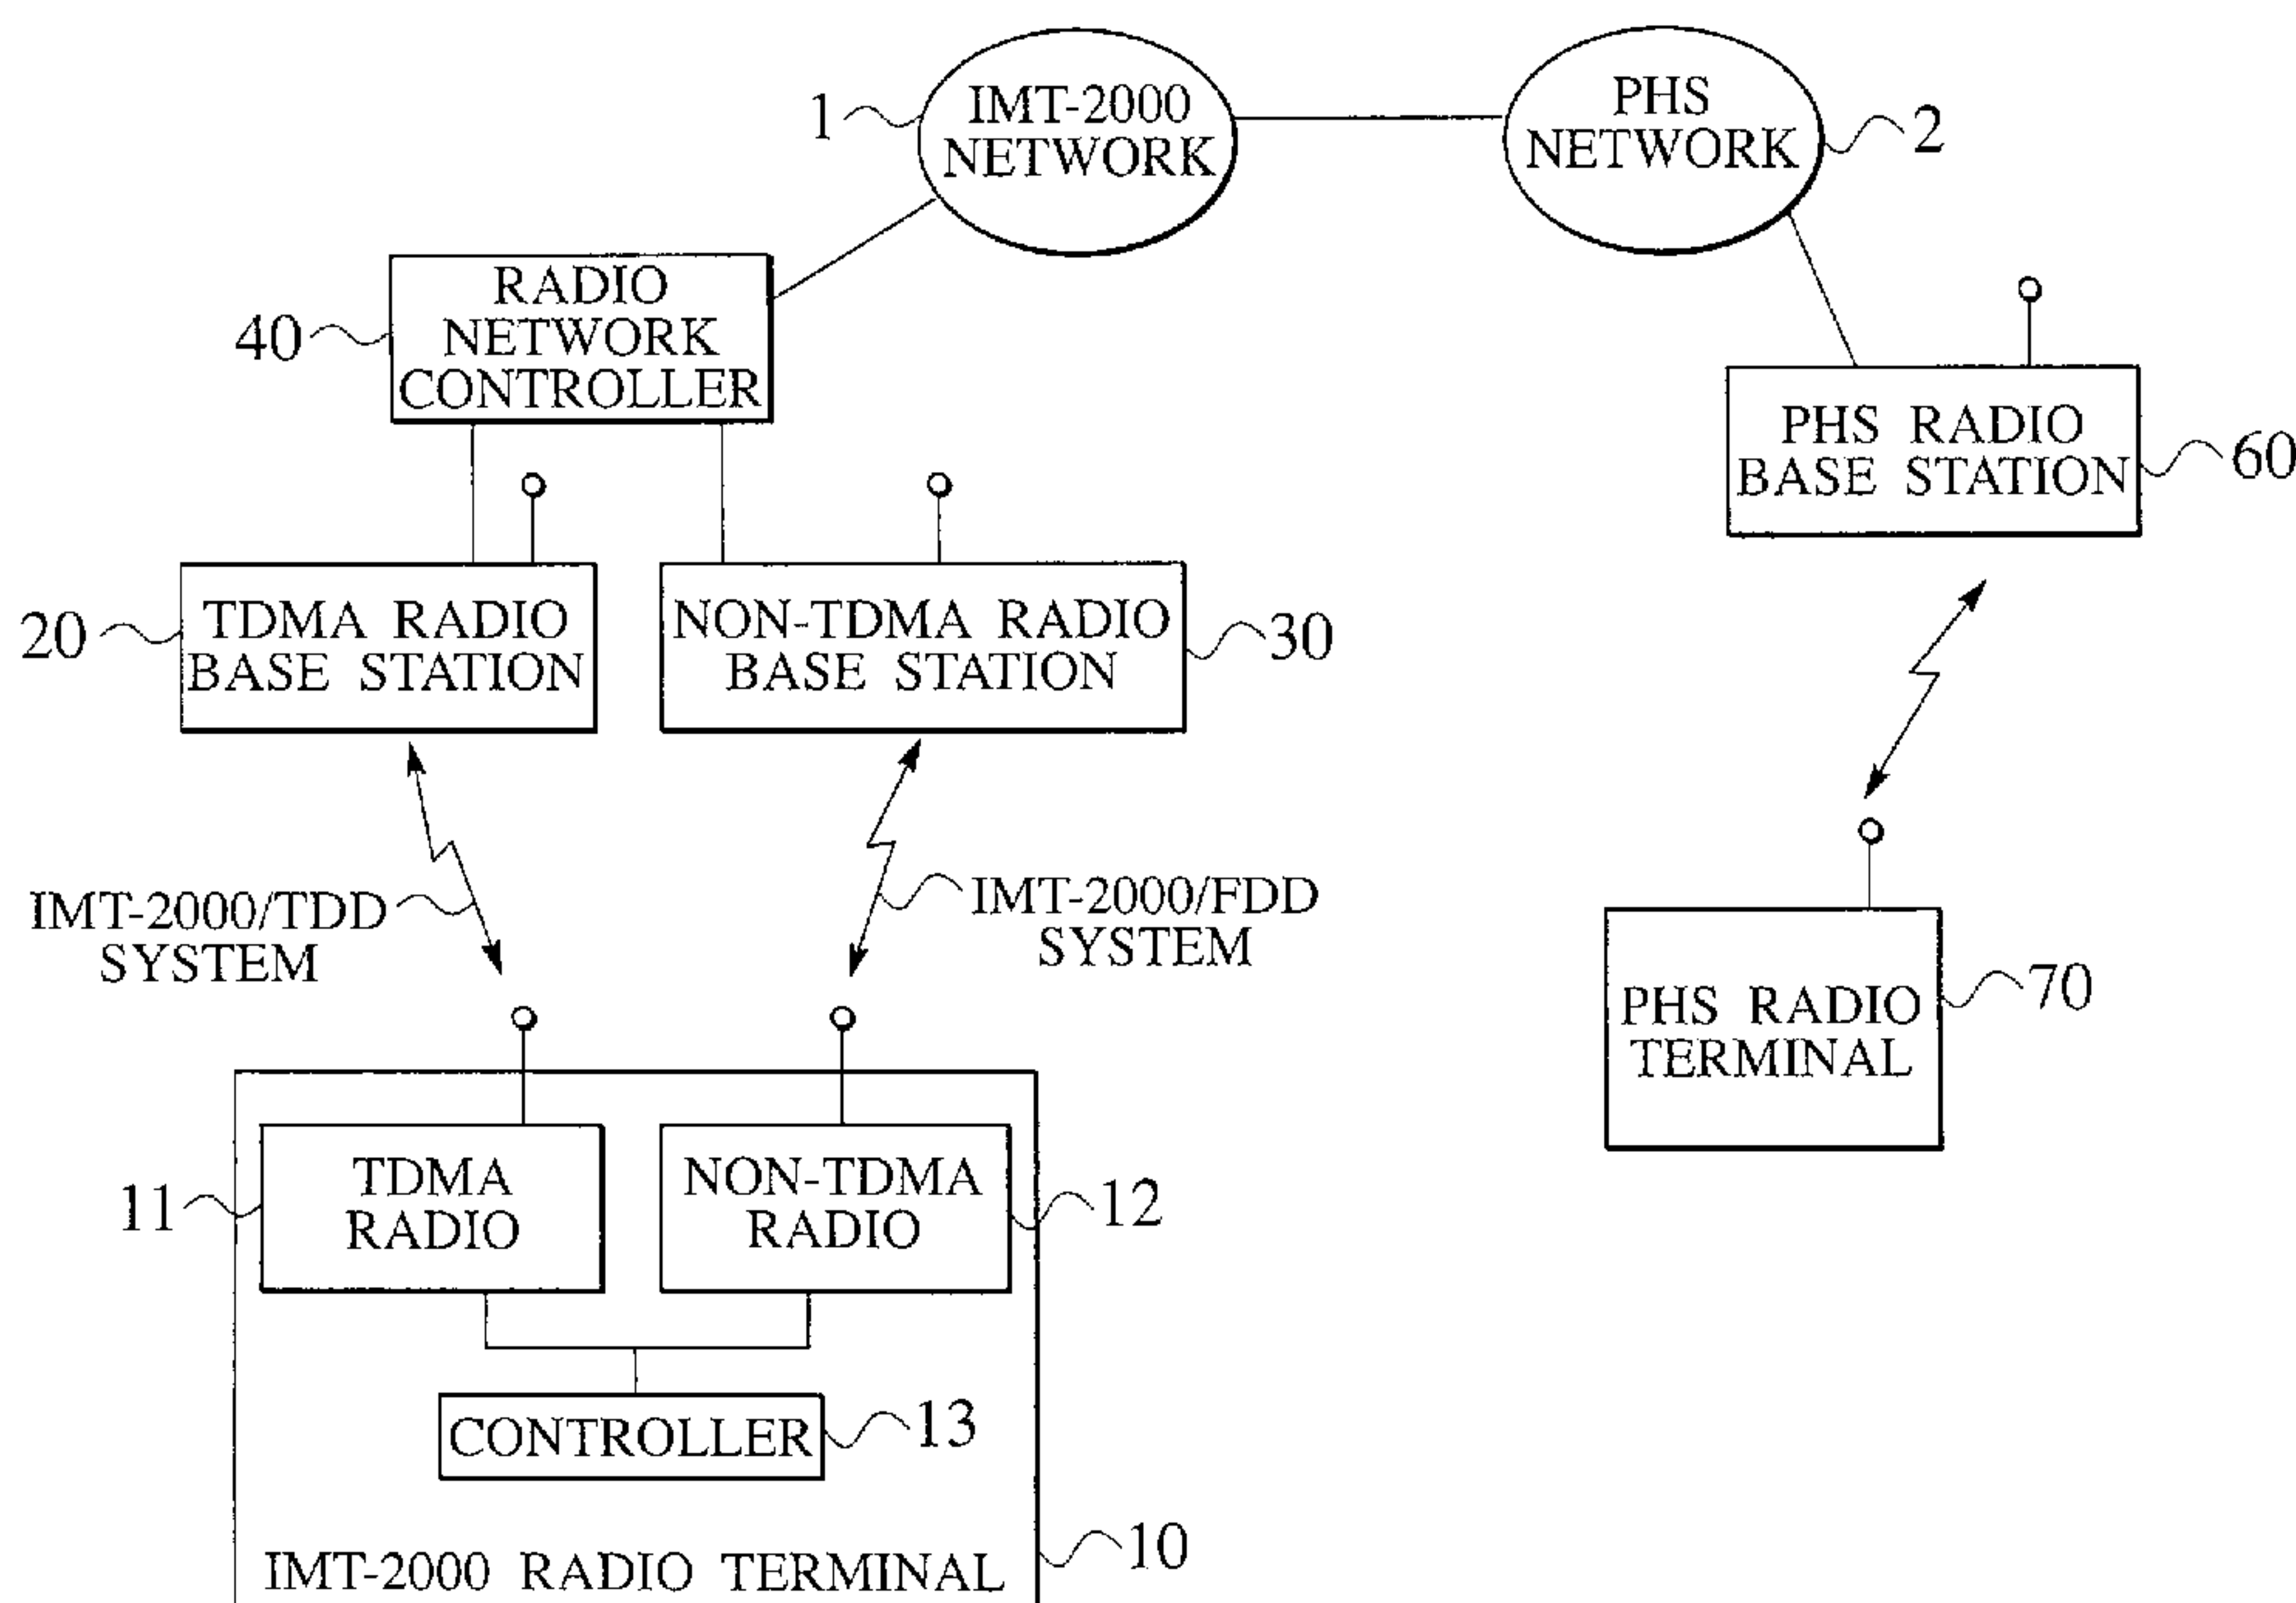 1
IMT-2000
NETWORK
PHS
NETWORK
2
40
RADIO
NETWORK
CONTROLLER
PHS RADIO
BASE STATION
60
20
TDMA RADIO
BASE STATION
NON-TDMA RADIO
BASE STATION
30
IMT-2000/TDD
SYSTEM
IMT-2000/FDD
SYSTEM
PHS RADIO
TERMINAL
70
11
TDMA
RADIO
NON-TDMA
RADIO
12
CONTROLLER
13
IMT-2000 RADIO TERMINAL
10